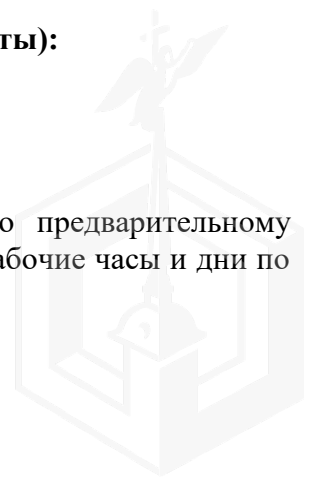 ты):
о предварительному
абочие часы и дни по